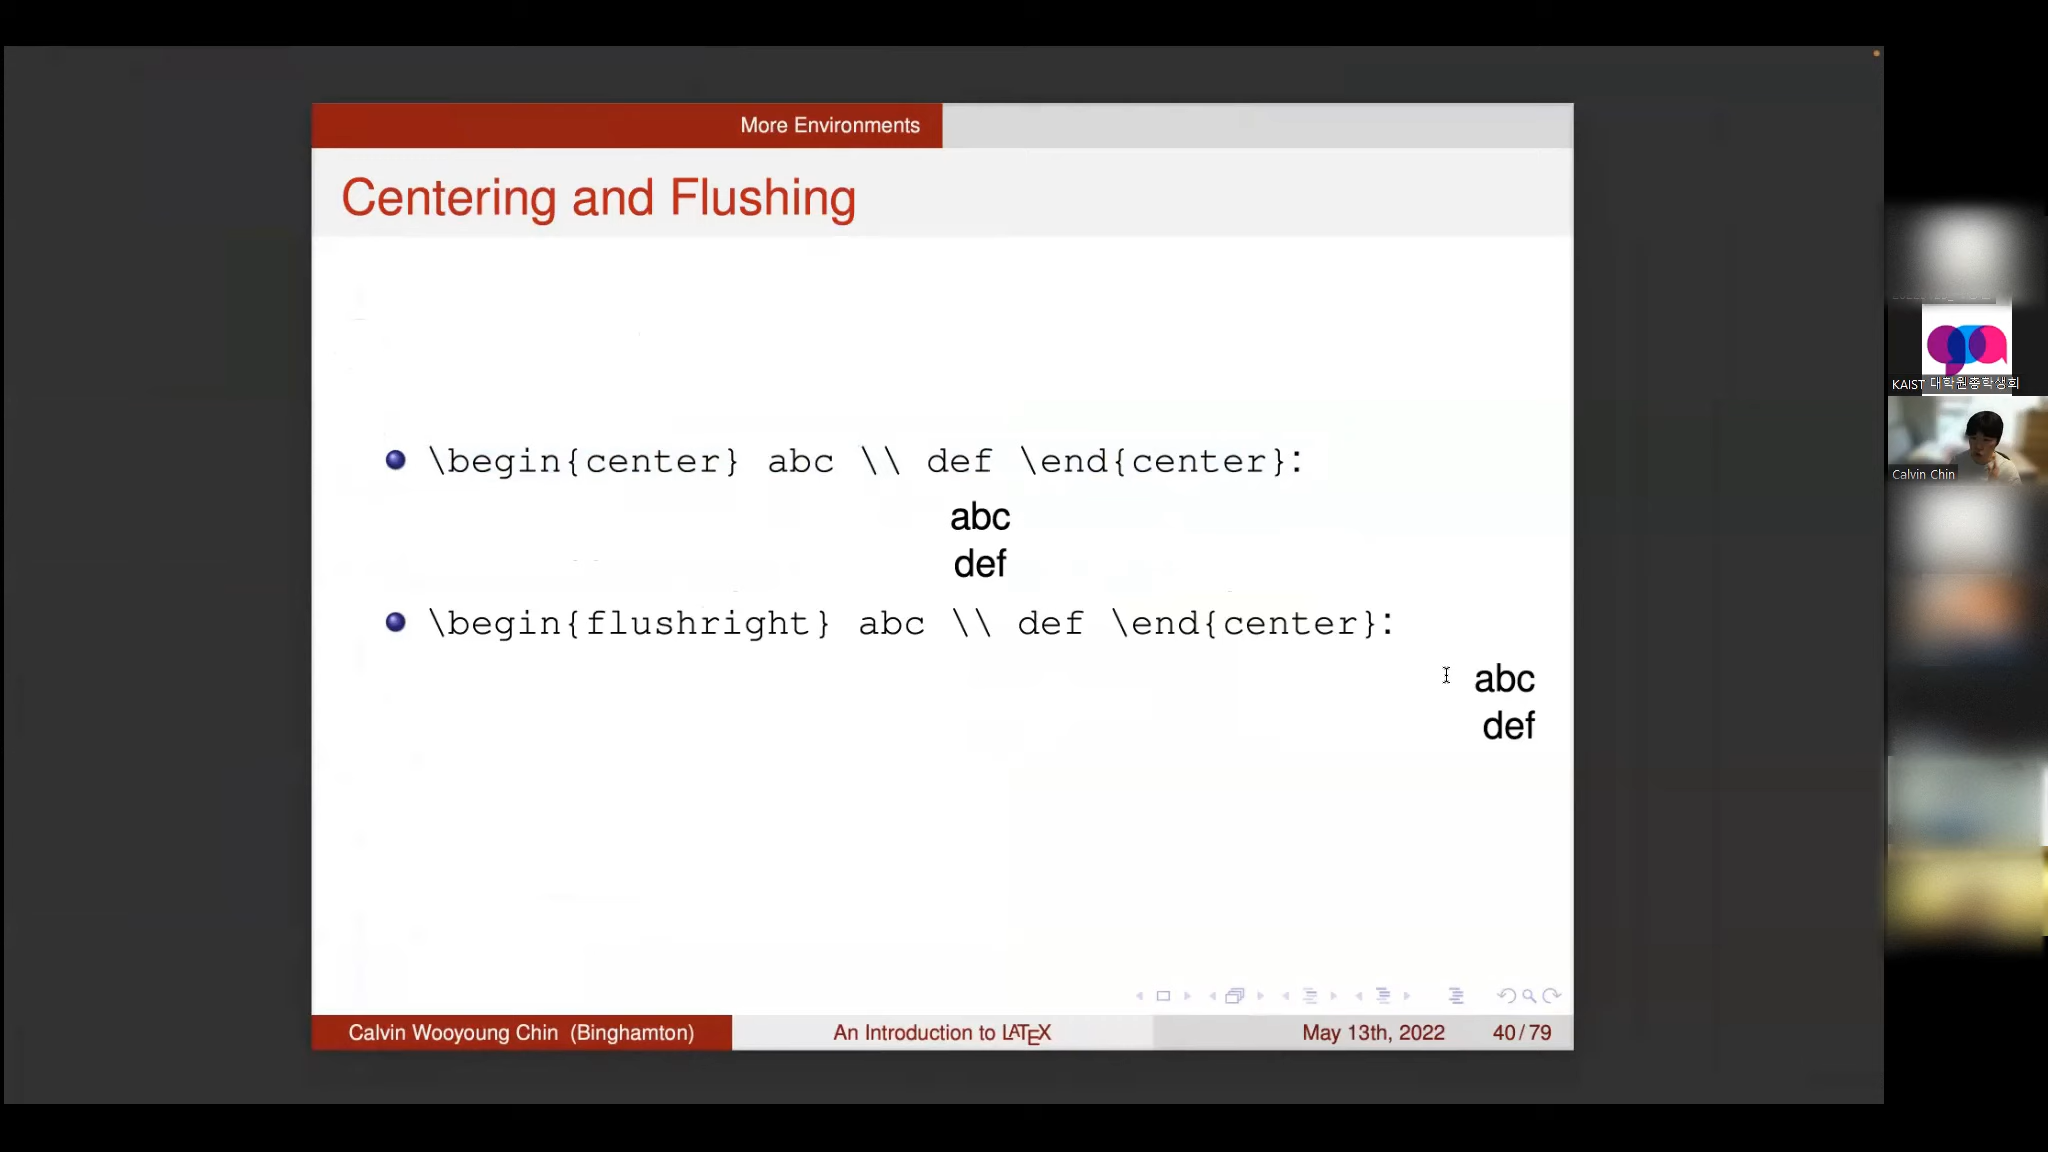 More Environments
Centering and Flushing
\begin{center} abc \\ def \end{center}:
abc
def
\begin{flushright} abc \\ def \end{center}:
abc
def
Calvin Wooyoung Chin (Binghamton)
An Introduction to LATEX
May 13th, 2022
40/79
KAIST 대학원총학생회
Calvin Chin